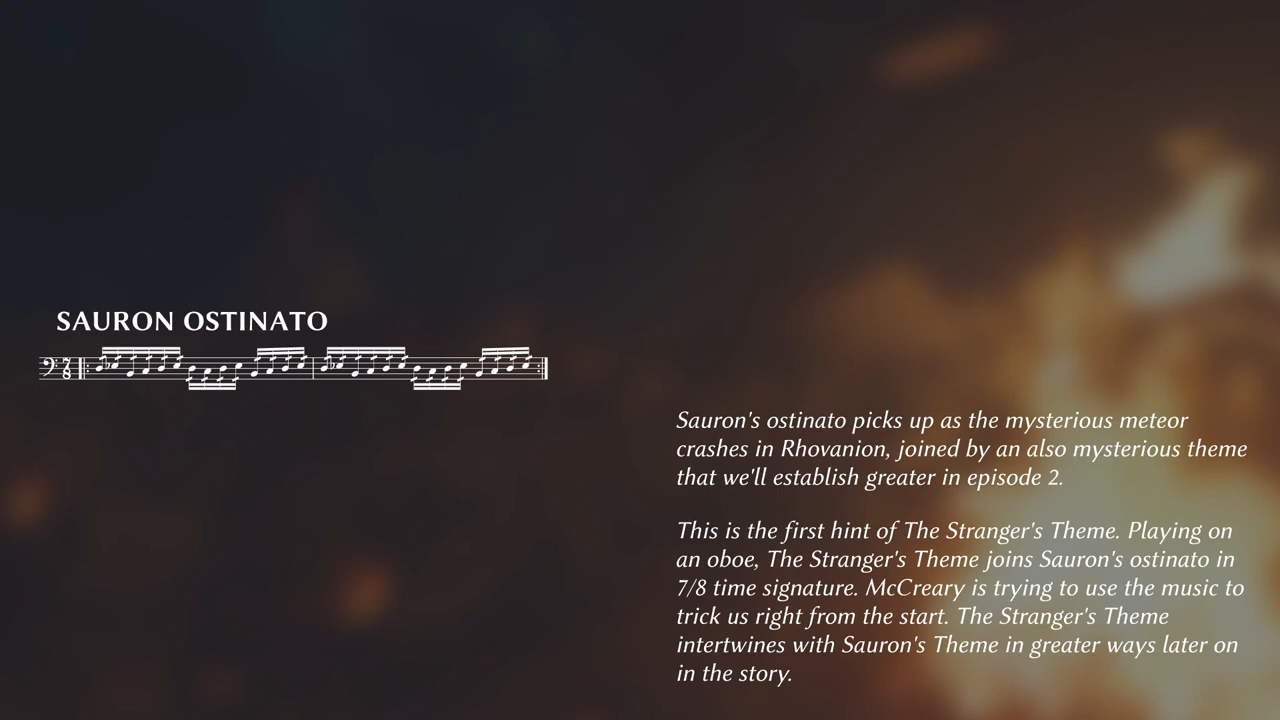 SAURON OSTINATO
7
8
Sauron's ostinato picks up as the mysterious meteor
crashes in Rhovanion, joined by an also mysterious theme
that we'll establish greater in episode 2.
This is the first hint of The Stranger's Theme. Playing on
an oboe, The Stranger's Theme joins Sauron's ostinato in
7/8 time signature. McCreary is trying to use the music to
trick us right from the start. The Stranger's Theme
intertwines with Sauron's Theme in greater ways later on
in the story.